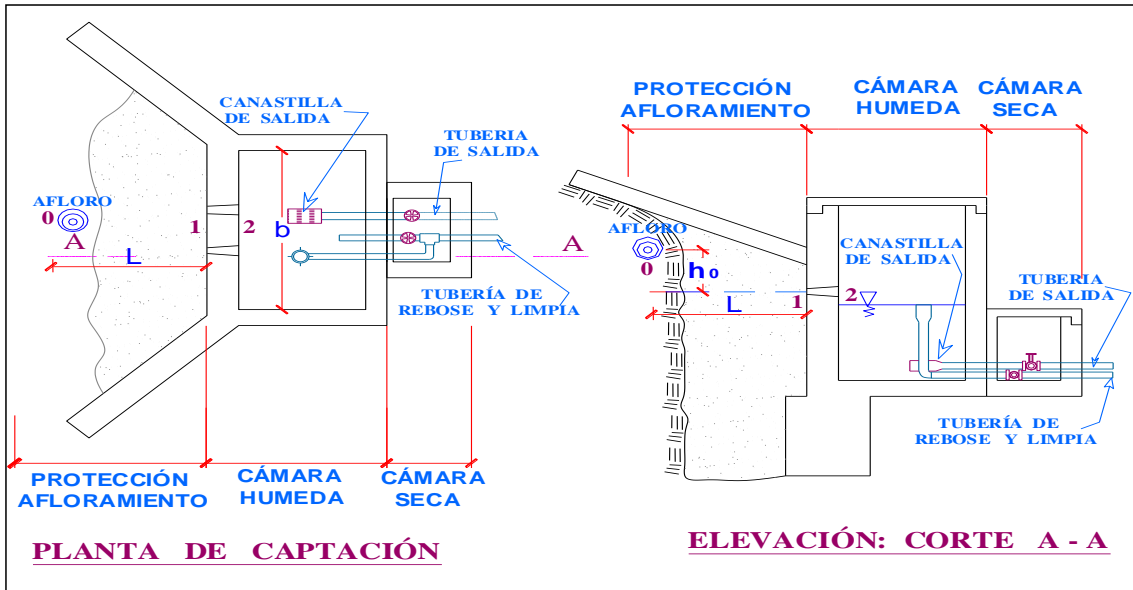 CANASTILLA
DE SALIDA
TUBERIA
DE SALIDA
AFLORO
0
A
L
1
2
b
A
TUBERÍA DE
REBOSE Y LIMPIA
PROTECCIÓN
AFLORAMIENTO
CÁMARA
HUMEDA
CÁMARA
SECA
PLANTA DE CAPTACIÓN
PROTECCIÓN
AFLORAMIENTO
CÁMARA
HUMEDA
CÁMARA
SECA
AFLORO
0
h0
L
1
2
CANASTILLA
DE SALIDA
TUBERIA
DE SALIDA
TUBERÍA DE
REBOSE Y LIMPIA
ELEVACIÓN: CORTE A - A